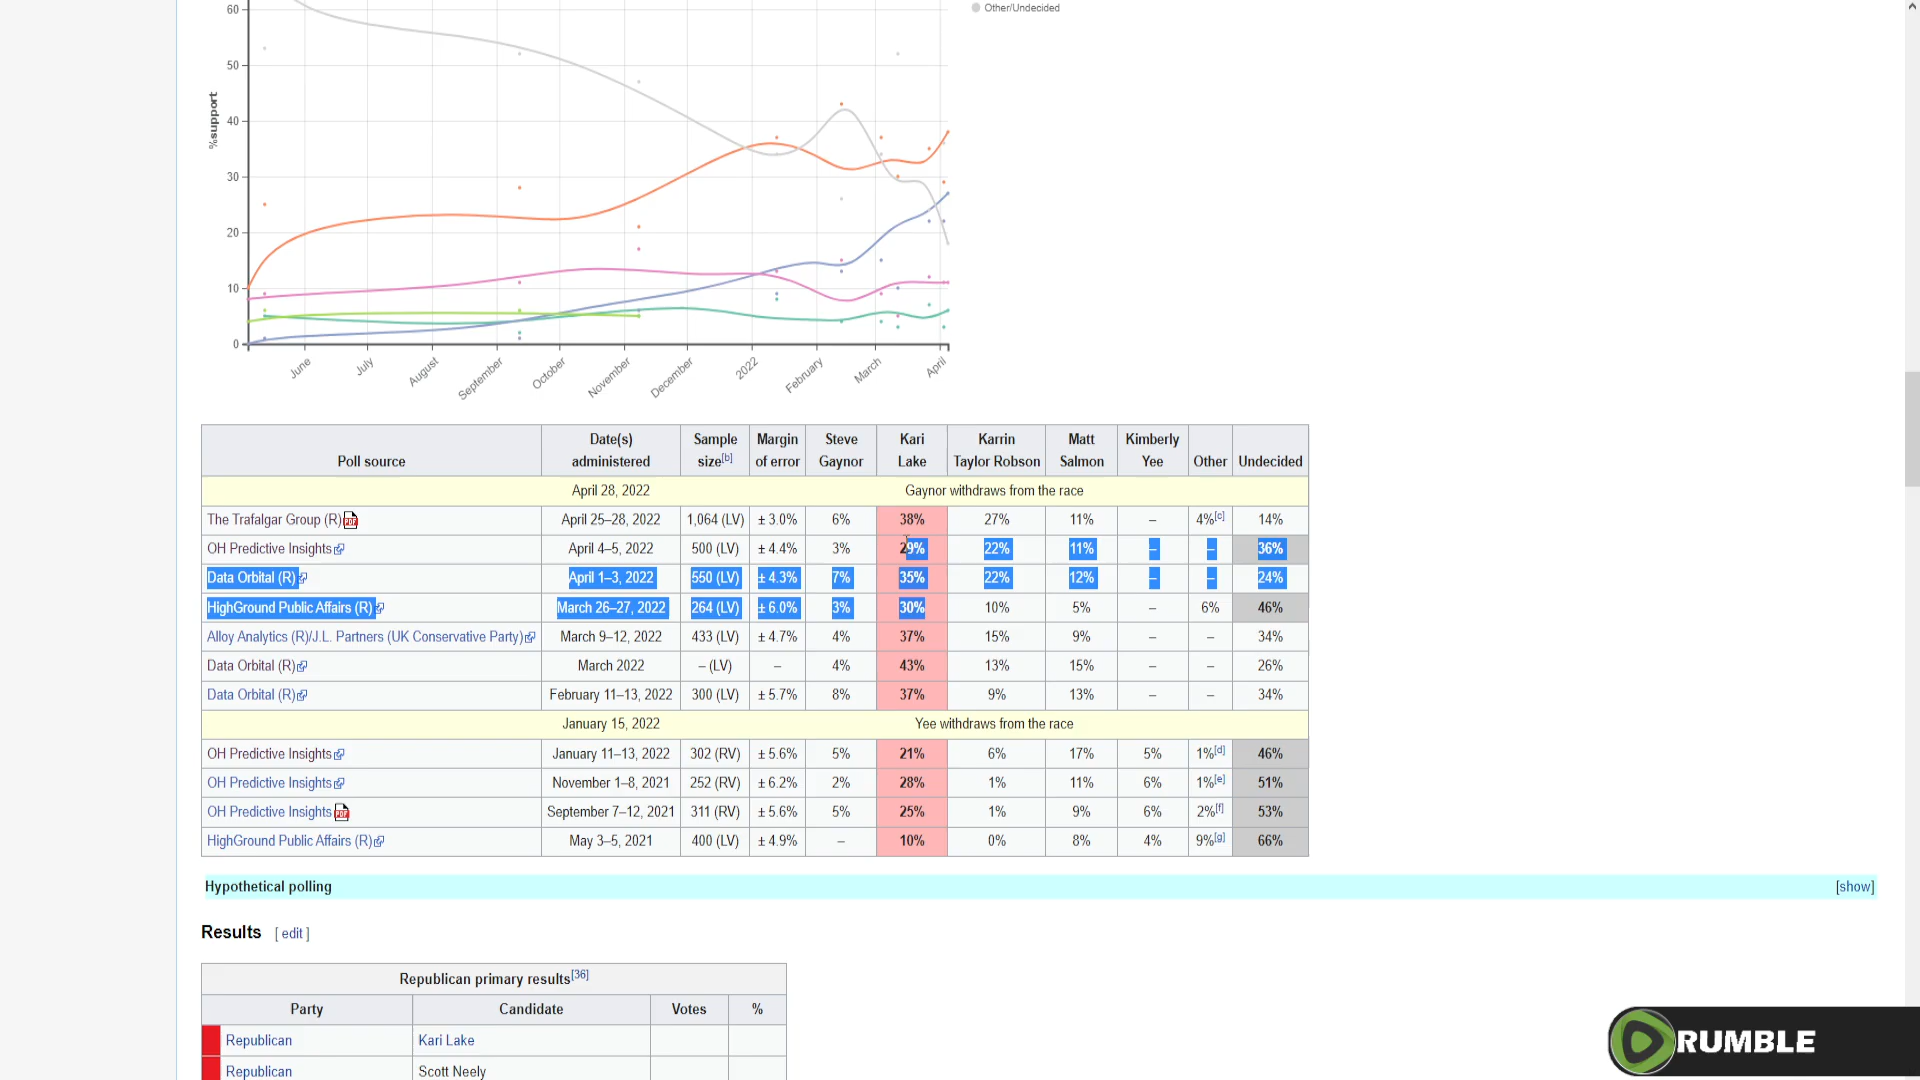 60
Other/Undecided
50
40
30
20
10
0
%support
June
July
August
September
October
November
December
2022
February
March
April
Poll source Date(s) administered Sample size[b] Margin of error Steve Gaynor Kari Lake Karrin Taylor Robson Matt Salmon Kimberly Yee Other Undecided
April 28, 2022 Gaynor withdraws from the race
The Trafalgar Group (R) PDF April 25–28, 2022 1,064 (LV) ± 3.0% 6% 38% 27% 11% – 4%[c] 14%
OH Predictive Insights April 4–5, 2022 500 (LV) ± 4.4% 3% 29% 22% 11% – – 36%
Data Orbital (R) April 1–3, 2022 550 (LV) ± 4.3% 7% 35% 22% 12% – – 24%
HighGround Public Affairs (R) March 26–27, 2022 264 (LV) ± 6.0% 3% 30% 10% 5% – 6% 46%
Alloy Analytics (R)/J.L. Partners (UK Conservative Party) March 9–12, 2022 433 (LV) ± 4.7% 4% 37% 15% 9% – – 34%
Data Orbital (R) March 2022 – (LV) – 4% 43% 13% 15% – – 26%
Data Orbital (R) February 11–13, 2022 300 (LV) ± 5.7% 8% 37% 9% 13% – – 34%
January 15, 2022 Yee withdraws from the race
OH Predictive Insights January 11–13, 2022 302 (RV) ± 5.6% 5% 21% 6% 17% 5% 1%[d] 46%
OH Predictive Insights November 1–8, 2021 252 (RV) ± 6.2% 2% 28% 1% 11% 6% 1%[e] 51%
OH Predictive Insights PDF September 7–12, 2021 311 (RV) ± 5.6% 5% 25% 1% 9% 6% 2%[f] 53%
HighGround Public Affairs (R) May 3–5, 2021 400 (LV) ± 4.9% – 10% 0% 8% 4% 9%[g] 66%
Hypothetical polling [show]
Results [ edit ]
Republican primary results[36]
Party Candidate Votes %
Republican Kari Lake
Republican Scott Neely
RUMBLE